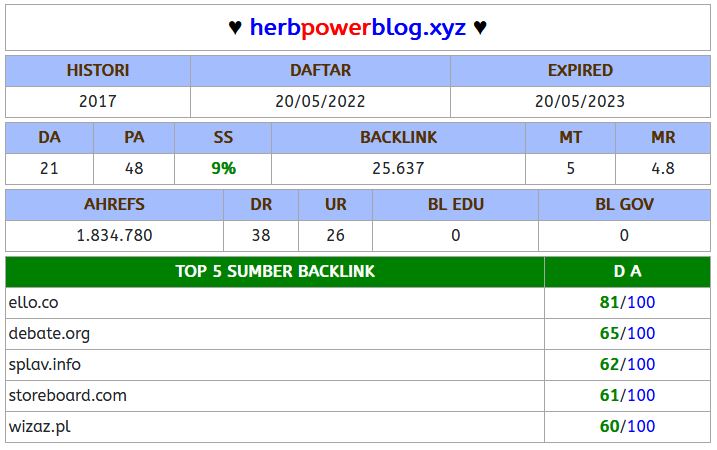 ♥ herbpowerblog.xyz ♥
HISTORI DAFTAR EXPIRED
2017 20/05/2022 20/05/2023
DA PA SS BACKLINK MT MR
21 48 9% 25.637 5 4.8
AHREFS DR UR BL EDU BL GOV
1.834.780 38 26 0 0
TOP 5 SUMBER BACKLINK D A
ello.co 81/100
debate.org 65/100
splav.info 62/100
storeboard.com 61/100
wizaz.pl 60/100